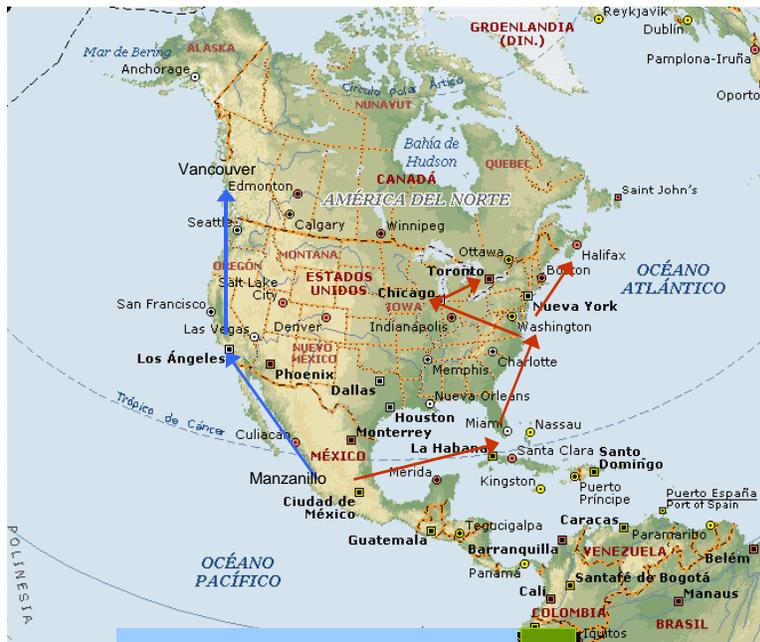 Reykjavik
GROENLANDIA
(DIN.)
Dublín
Mar de Bering
ALASKA
Pamplona-Iruña
Anchorage
Círculo Polar Ártico
Oporto
NUNAVUT
Bahía de
Hudson
QUEBEC
Vancouver
CANADÁ
Edmonton
Saint John's
AMÉRICA DEL NORTE
Seattle
Calgary
Winnipeg
Ottawa
Halifax
OREGÓN
MONTANA
Toronto
Boston
OCÉANO
ATLÁNTICO
ESTADOS
UNIDOS
Salt Lake
City
Chicago
IOWA
Nueva York
San Francisco
Las Vegas
Denver
Indianápolis
Washington
NUEVO
MÉXICO
Los Ángeles
Phoenix
Memphis
Charlotte
Dallas
Nueva Orleans
Trópico de Cáncer
Houston
Miami
Nassau
Culiacán
Monterrey
La Habana
Santa Clara
Santo
Domingo
MÉXICO
Manzanillo
Mérida
Kingston
Puerto
Príncipe
Puerto España
Port of Spain
Ciudad de
México
Guatemala
Tegucigalpa
Caracas
Paramaribo
POLINESIA
Barranquilla
VENEZUELA
Belém
OCÉANO
PACÍFICO
Panamá
Santafé de Bogotá
Cali
Manaus
COLOMBIA
BRASIL
Iquitos